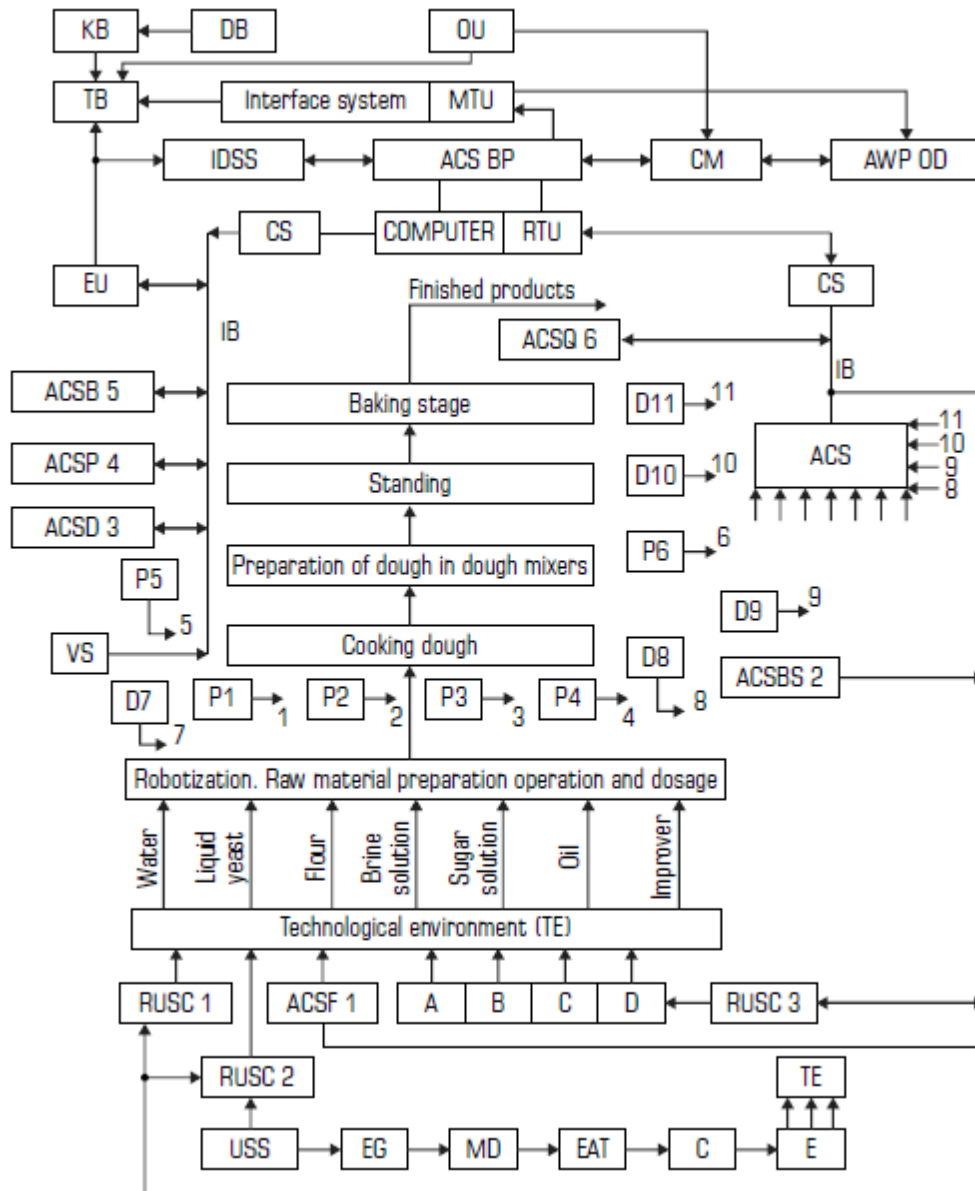 KB
DB
OU
TB
Interface system
MTU
IDSS
ACS BP
CM
AWP OD
CS
COMPUTER
RTU
EU
CS
Finished products
IB
ACSQ 6
IB
ACSB 5
Baking stage
D11
11
11
10
9
8
ACS
ACSP 4
Standing
D10
10
ACSD 3
P6
6
P5
5
Preparation of dough in dough mixers
D9
9
VS
Cooking dough
D8
8
ACSBS 2
D7
7
P1
1
P2
2
P3
3
P4
4
Robotization. Raw material preparation operation and dosage
Water
Liquid
yeast
Flour
Brine
solution
Sugar
solution
Oil
Improver
Technological environment (TE)
RUSC 1
ACSF 1
A
B
C
D
RUSC 3
RUSC 2
TE
USS
EG
MD
EAT
C
E